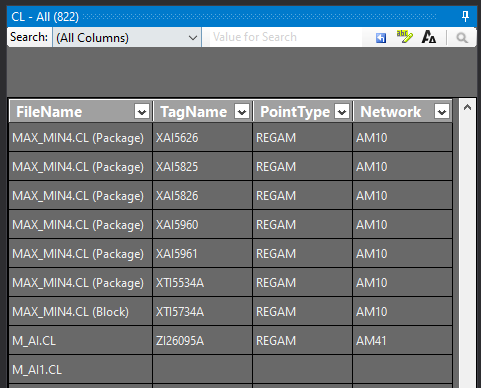 CL - All (822)
Search: (All Columns) Value for Search abc A A
FileName TagName PointType Network
MAX_MIN4.CL (Package) XAI5626 REGAM AM10
MAX_MIN4.CL (Package) XAI5825 REGAM AM10
MAX_MIN4.CL (Package) XAI5826 REGAM AM10
MAX_MIN4.CL (Package) XAI5960 REGAM AM10
MAX_MIN4.CL (Package) XAI5961 REGAM AM10
MAX_MIN4.CL (Package) XTI5534A REGAM AM10
MAX_MIN4.CL (Block) XTI5734A REGAM AM10
M_AI.CL ZI26095A REGAM AM41
M_AI1.CL